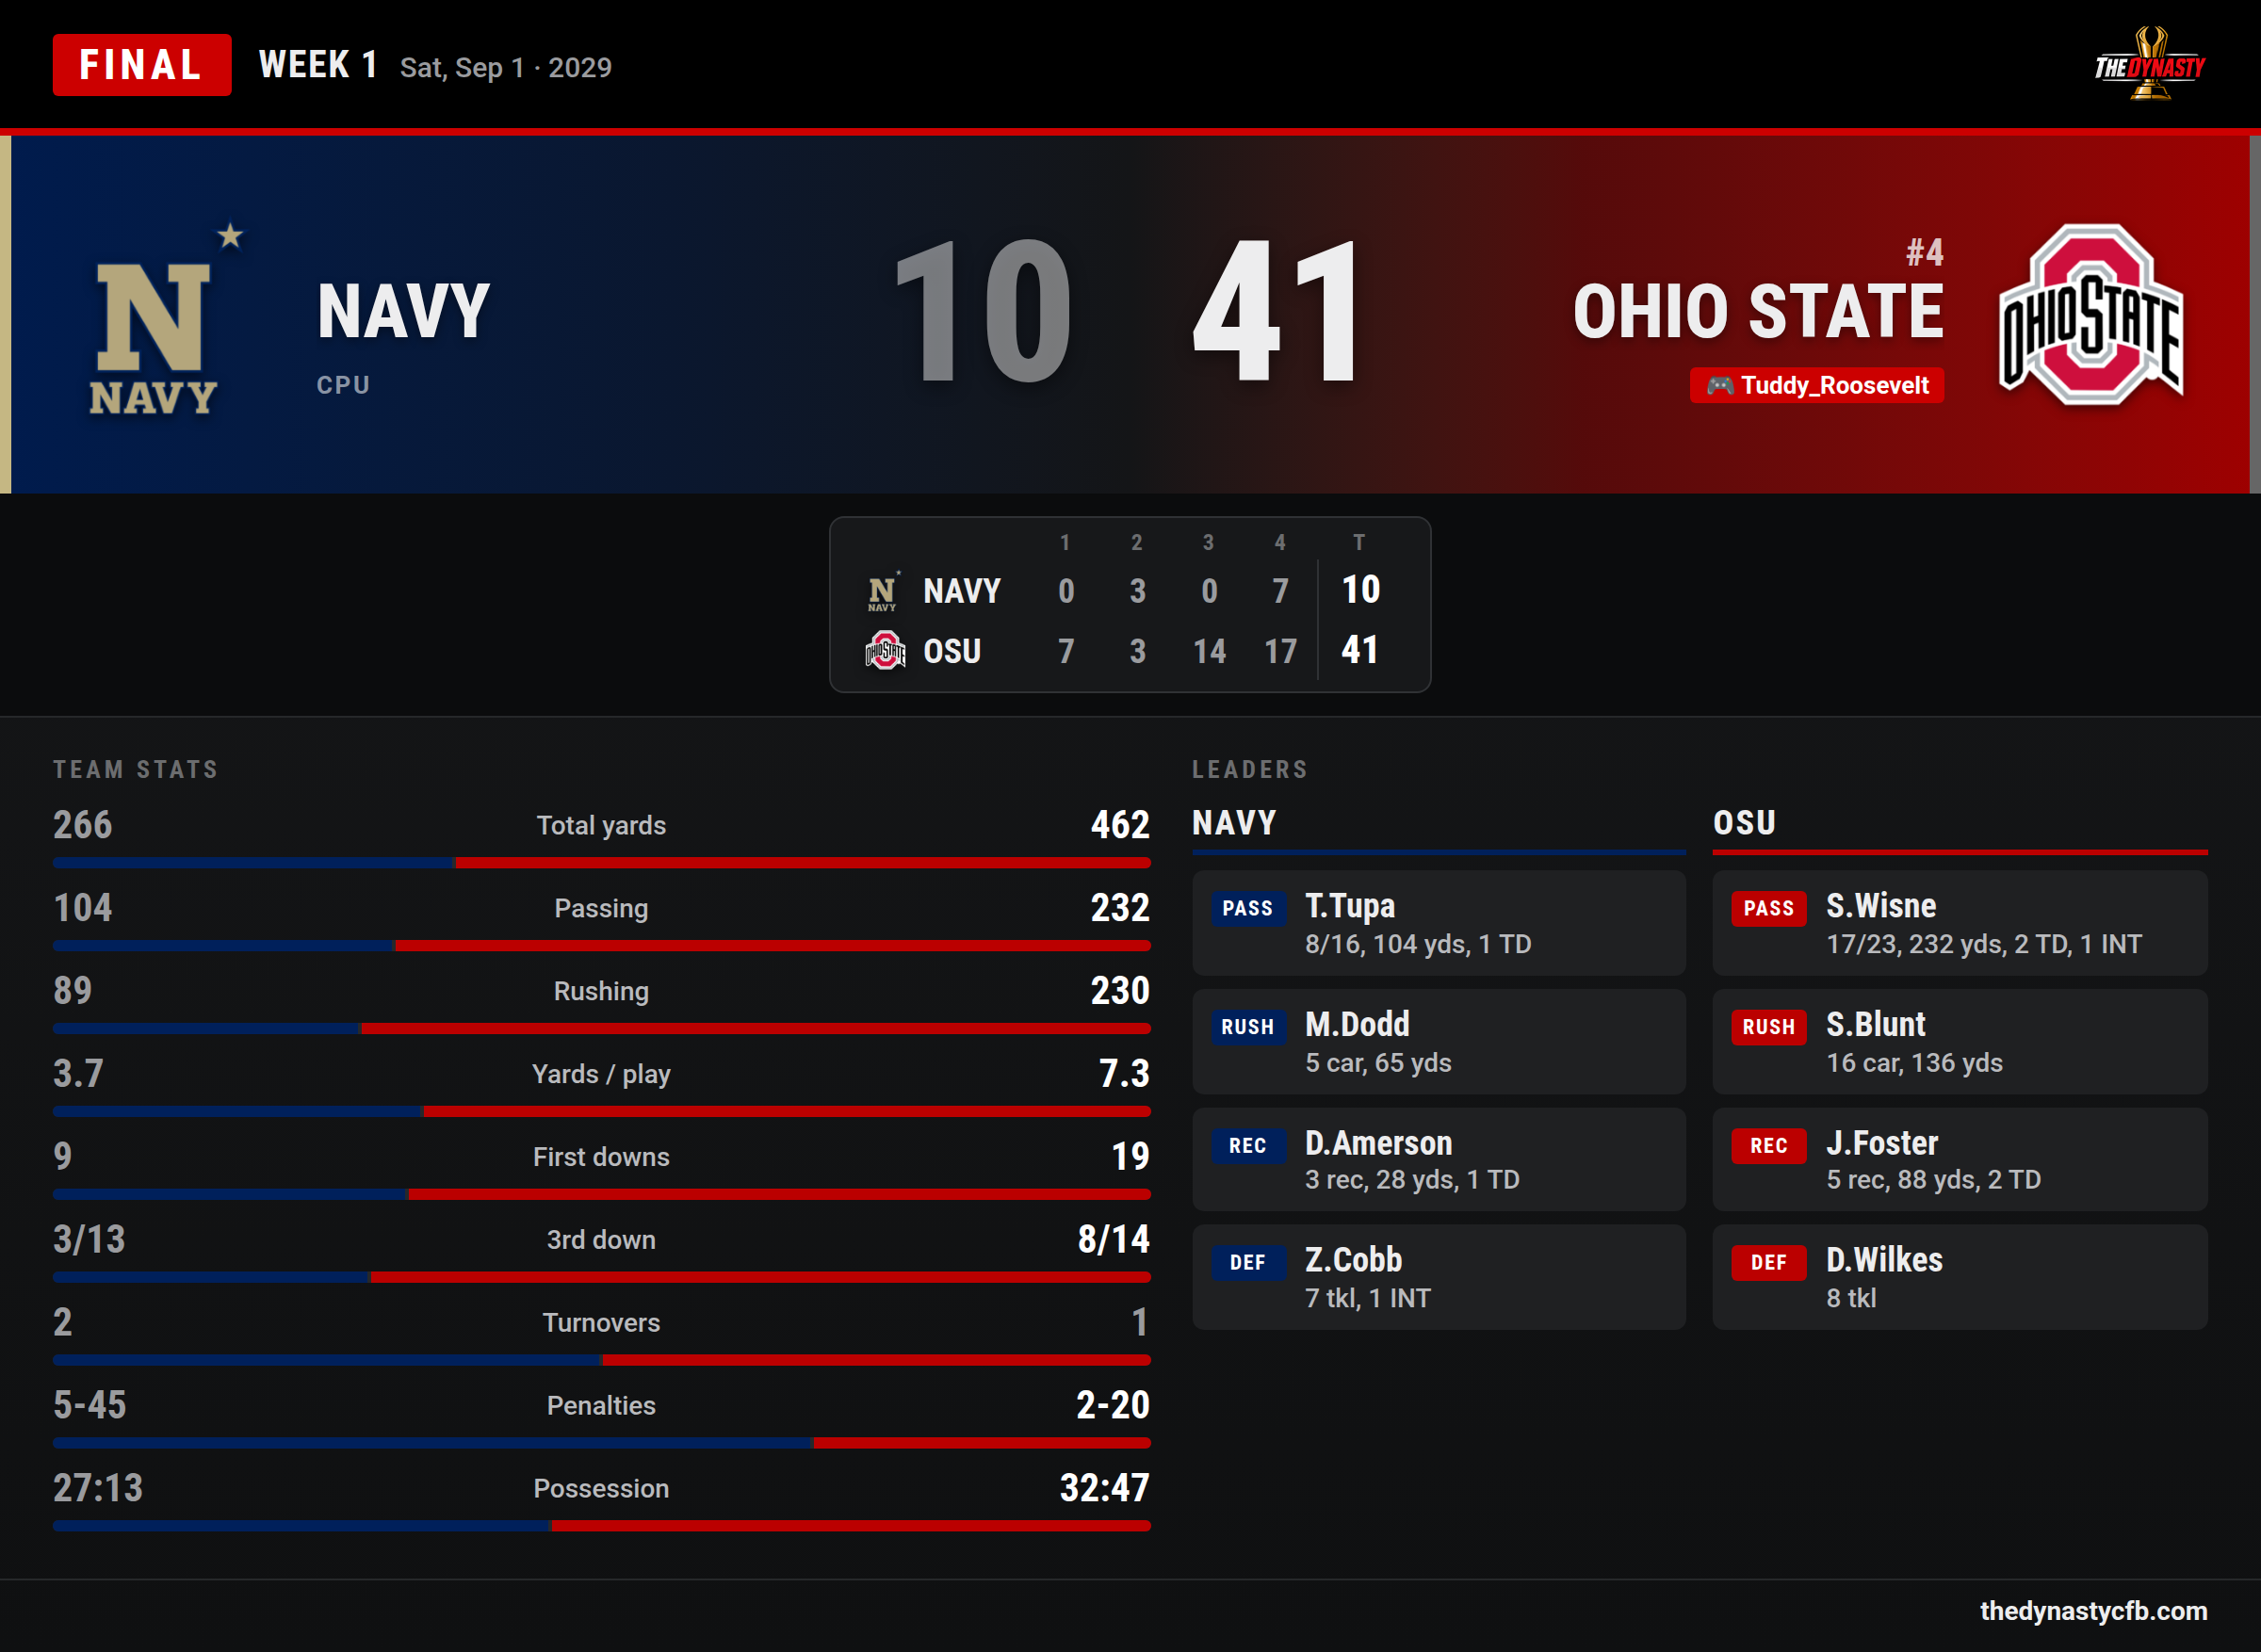 FINAL WEEK 1 Sat, Sep 1 · 2029
THE DYNASTY
N
NAVY
NAVY
CPU
10 41
#4
OHIO STATE
🎮 Tuddy_Roosevelt
OHIO STATE
1 2 3 4 T
N NAVY NAVY 0 3 0 7 10
OHIO STATE OSU 7 3 14 17 41
TEAM STATS
266 Total yards 462
104 Passing 232
89 Rushing 230
3.7 Yards / play 7.3
9 First downs 19
3/13 3rd down 8/14
2 Turnovers 1
5-45 Penalties 2-20
27:13 Possession 32:47
LEADERS
NAVY
PASS T.Tupa
8/16, 104 yds, 1 TD
RUSH M.Dodd
5 car, 65 yds
REC D.Amerson
3 rec, 28 yds, 1 TD
DEF Z.Cobb
7 tkl, 1 INT
OSU
PASS S.Wisne
17/23, 232 yds, 2 TD, 1 INT
RUSH S.Blunt
16 car, 136 yds
REC J.Foster
5 rec, 88 yds, 2 TD
DEF D.Wilkes
8 tkl
thedynastycfb.com